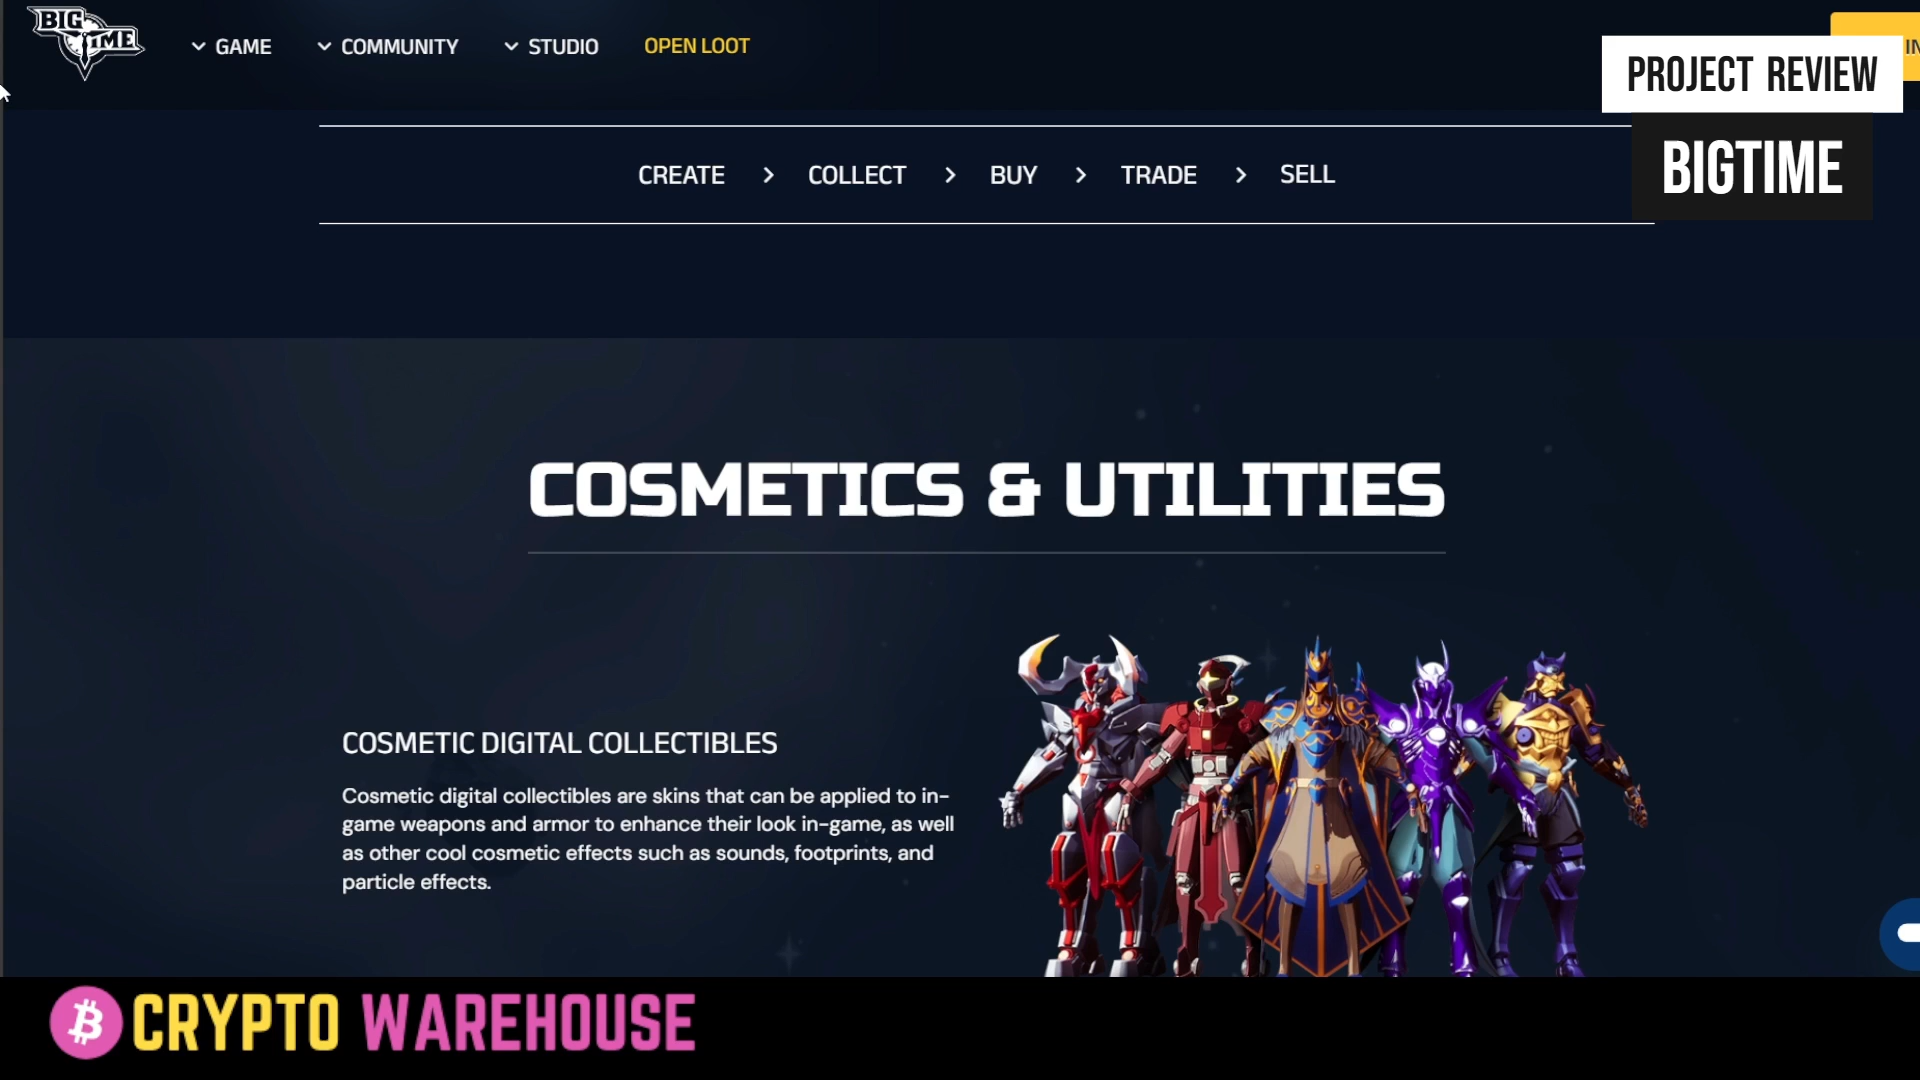 BIG TIME
GAME
COMMUNITY
STUDIO
OPEN LOOT
IN
PROJECT REVIEW
BIGTIME
CREATE > COLLECT > BUY > TRADE > SELL
COSMETICS & UTILITIES
COSMETIC DIGITAL COLLECTIBLES
Cosmetic digital collectibles are skins that can be applied to in-
game weapons and armor to enhance their look in-game, as well
as other cool cosmetic effects such as sounds, footprints, and
particle effects.
CRYPTO WAREHOUSE